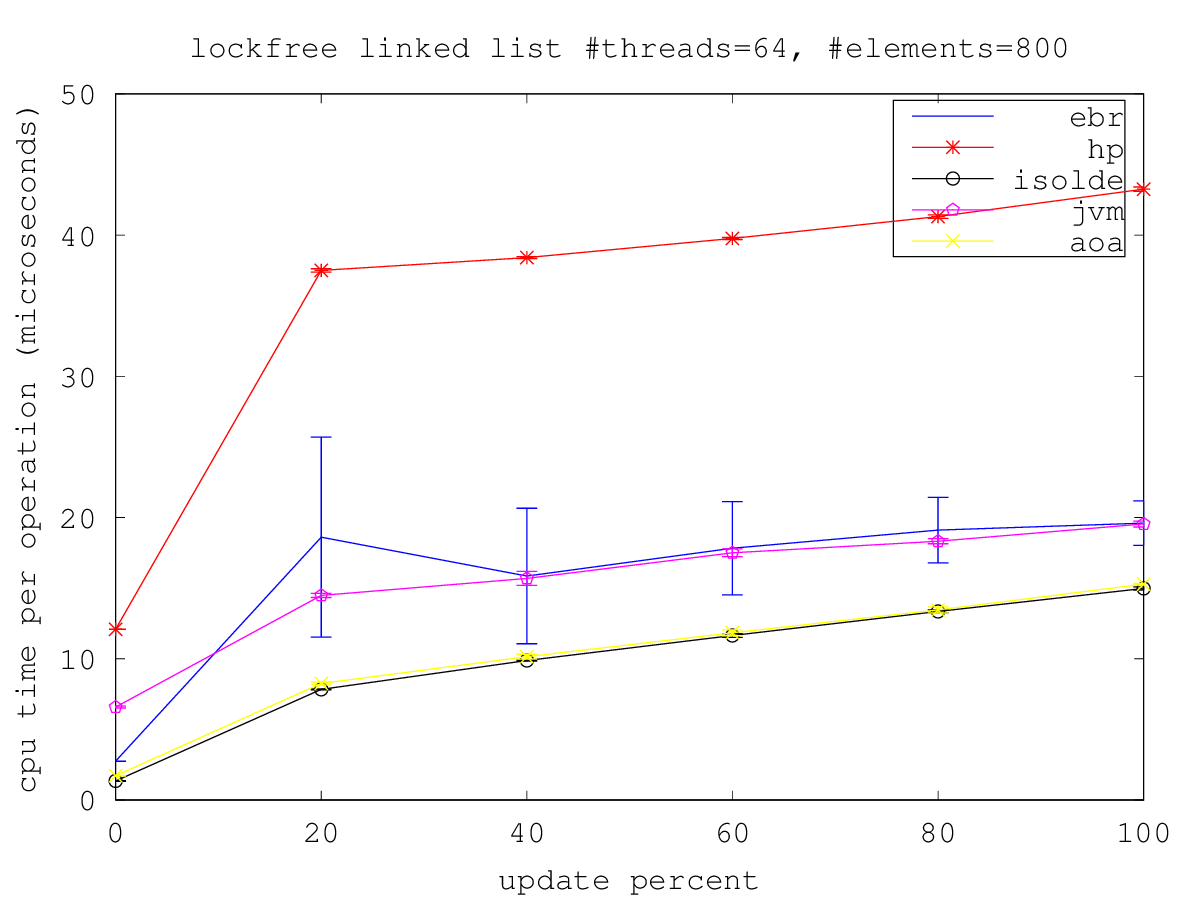 lockfree linked list #threads=64, #elements=800
cpu time per operation (microseconds)
50
40
30
20
10
0
ebr
hp
isolde
jvm
aoa
0 20 40 60 80 100
update percent